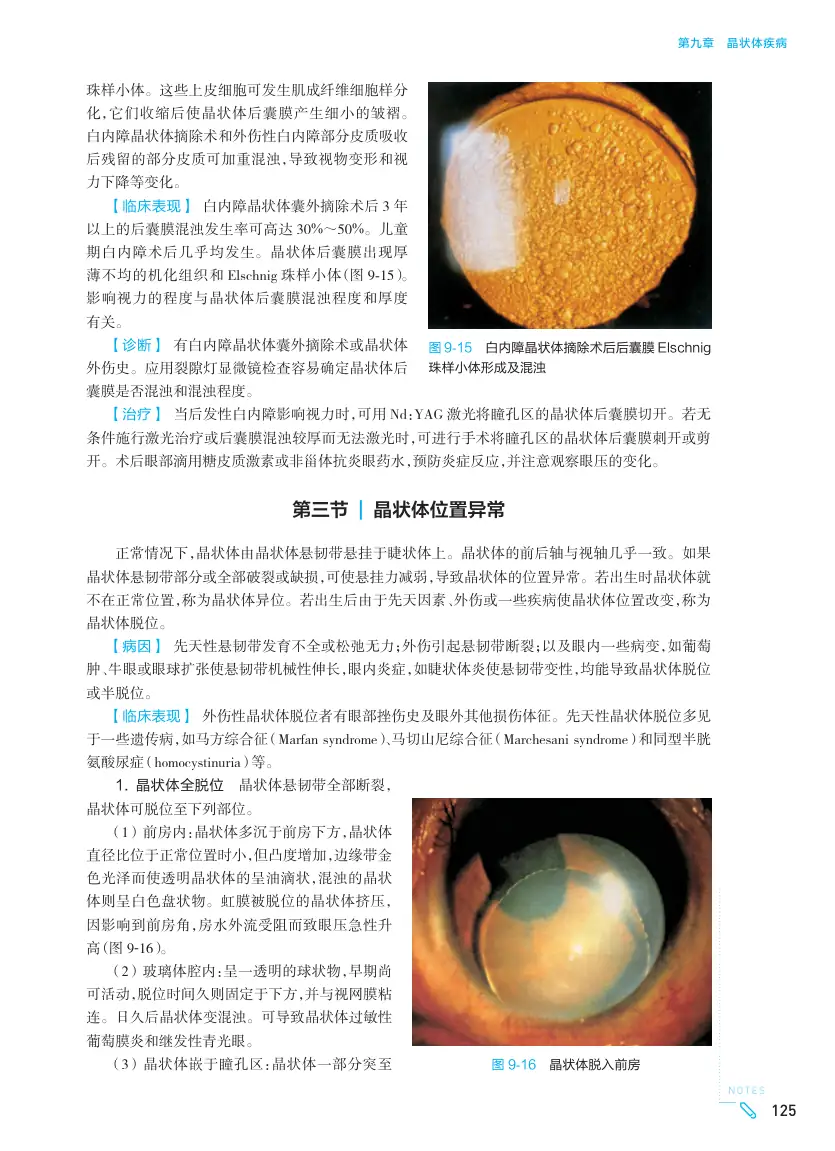 第九章 晶状体疾病
珠样小体。这些上皮细胞可发生肌成纤维细胞样分
化,它们收缩后使晶状体后囊膜产生细小的皱褶。
白内障晶状体摘除术和外伤性白内障部分皮质吸收
后残留的部分皮质可加重混浊,导致视物变形和视
力下降等变化。
【临床表现】 白内障晶状体囊外摘除术后 3 年
以上的后囊膜混浊发生率可高达 30%～50%。儿童
期白内障术后几乎均发生。晶状体后囊膜出现厚
薄不均的机化组织和 Elschnig 珠样小体(图 9-15)。
影响视力的程度与晶状体后囊膜混浊程度和厚度
有关。
【诊断】 有白内障晶状体囊外摘除术或晶状体
外伤史。应用裂隙灯显微镜检查容易确定晶状体后
囊膜是否混浊和混浊程度。
图 9-15 白内障晶状体摘除术后后囊膜 Elschnig
珠样小体形成及混浊
【治疗】 当后发性白内障影响视力时,可用 Nd:YAG 激光将瞳孔区的晶状体后囊膜切开。若无
条件施行激光治疗或后囊膜混浊较厚而无法激光时,可进行手术将瞳孔区的晶状体后囊膜刺开或剪
开。术后眼部滴用糖皮质激素或非甾体抗炎眼药水,预防炎症反应,并注意观察眼压的变化。
第三节 | 晶状体位置异常
正常情况下,晶状体由晶状体悬韧带悬挂于睫状体上。晶状体的前后轴与视轴几乎一致。如果
晶状体悬韧带部分或全部破裂或缺损,可使悬挂力减弱,导致晶状体的位置异常。若出生时晶状体就
不在正常位置,称为晶状体异位。若出生后由于先天因素、外伤或一些疾病使晶状体位置改变,称为
晶状体脱位。
【病因】 先天性悬韧带发育不全或松弛无力;外伤引起悬韧带断裂;以及眼内一些病变,如葡萄
肿、牛眼或眼球扩张使悬韧带机械性伸长,眼内炎症,如睫状体炎使悬韧带变性,均能导致晶状体脱位
或半脱位。
【临床表现】 外伤性晶状体脱位者有眼部挫伤史及眼外其他损伤体征。先天性晶状体脱位多见
于一些遗传病,如马方综合征(Marfan syndrome)、马切山尼综合征(Marchesani syndrome)和同型半胱
氨酸尿症(homocystinuria)等。
1. 晶状体全脱位 晶状体悬韧带全部断裂,
晶状体可脱位至下列部位。
(1)前房内:晶状体多沉于前房下方,晶状体
直径比位于正常位置时小,但凸度增加,边缘带金
色光泽而使透明晶状体的呈油滴状,混浊的晶状
体则呈白色盘状物。虹膜被脱位的晶状体挤压,
因影响到前房角,房水外流受阻而致眼压急性升
高(图 9-16)。
(2)玻璃体腔内:呈一透明的球状物,早期尚
可活动,脱位时间久则固定于下方,并与视网膜粘
连。日久后晶状体变混浊。可导致晶状体过敏性
葡萄膜炎和继发性青光眼。
(3)晶状体嵌于瞳孔区:晶状体一部分突至
图 9-16 晶状体脱入前房
NOTES
125